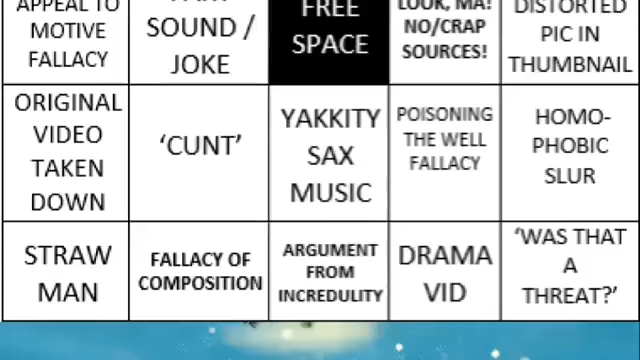 APPEAL TO
MOTIVE
FALLACY
SOUND /
JOKE
FREE
SPACE
LOOK, MA!
NO/CRAP
SOURCES!
DISTORTED
PIC IN
THUMBNAIL
ORIGINAL
VIDEO
TAKEN
DOWN
‘CUNT’
YAKKITY
SAX
MUSIC
POISONING
THE WELL
FALLACY
HOMO-
PHOBIC
SLUR
STRAW
MAN
FALLACY OF
COMPOSITION
ARGUMENT
FROM
INCREDULITY
DRAMA
VID
‘WAS THAT
A
THREAT?’